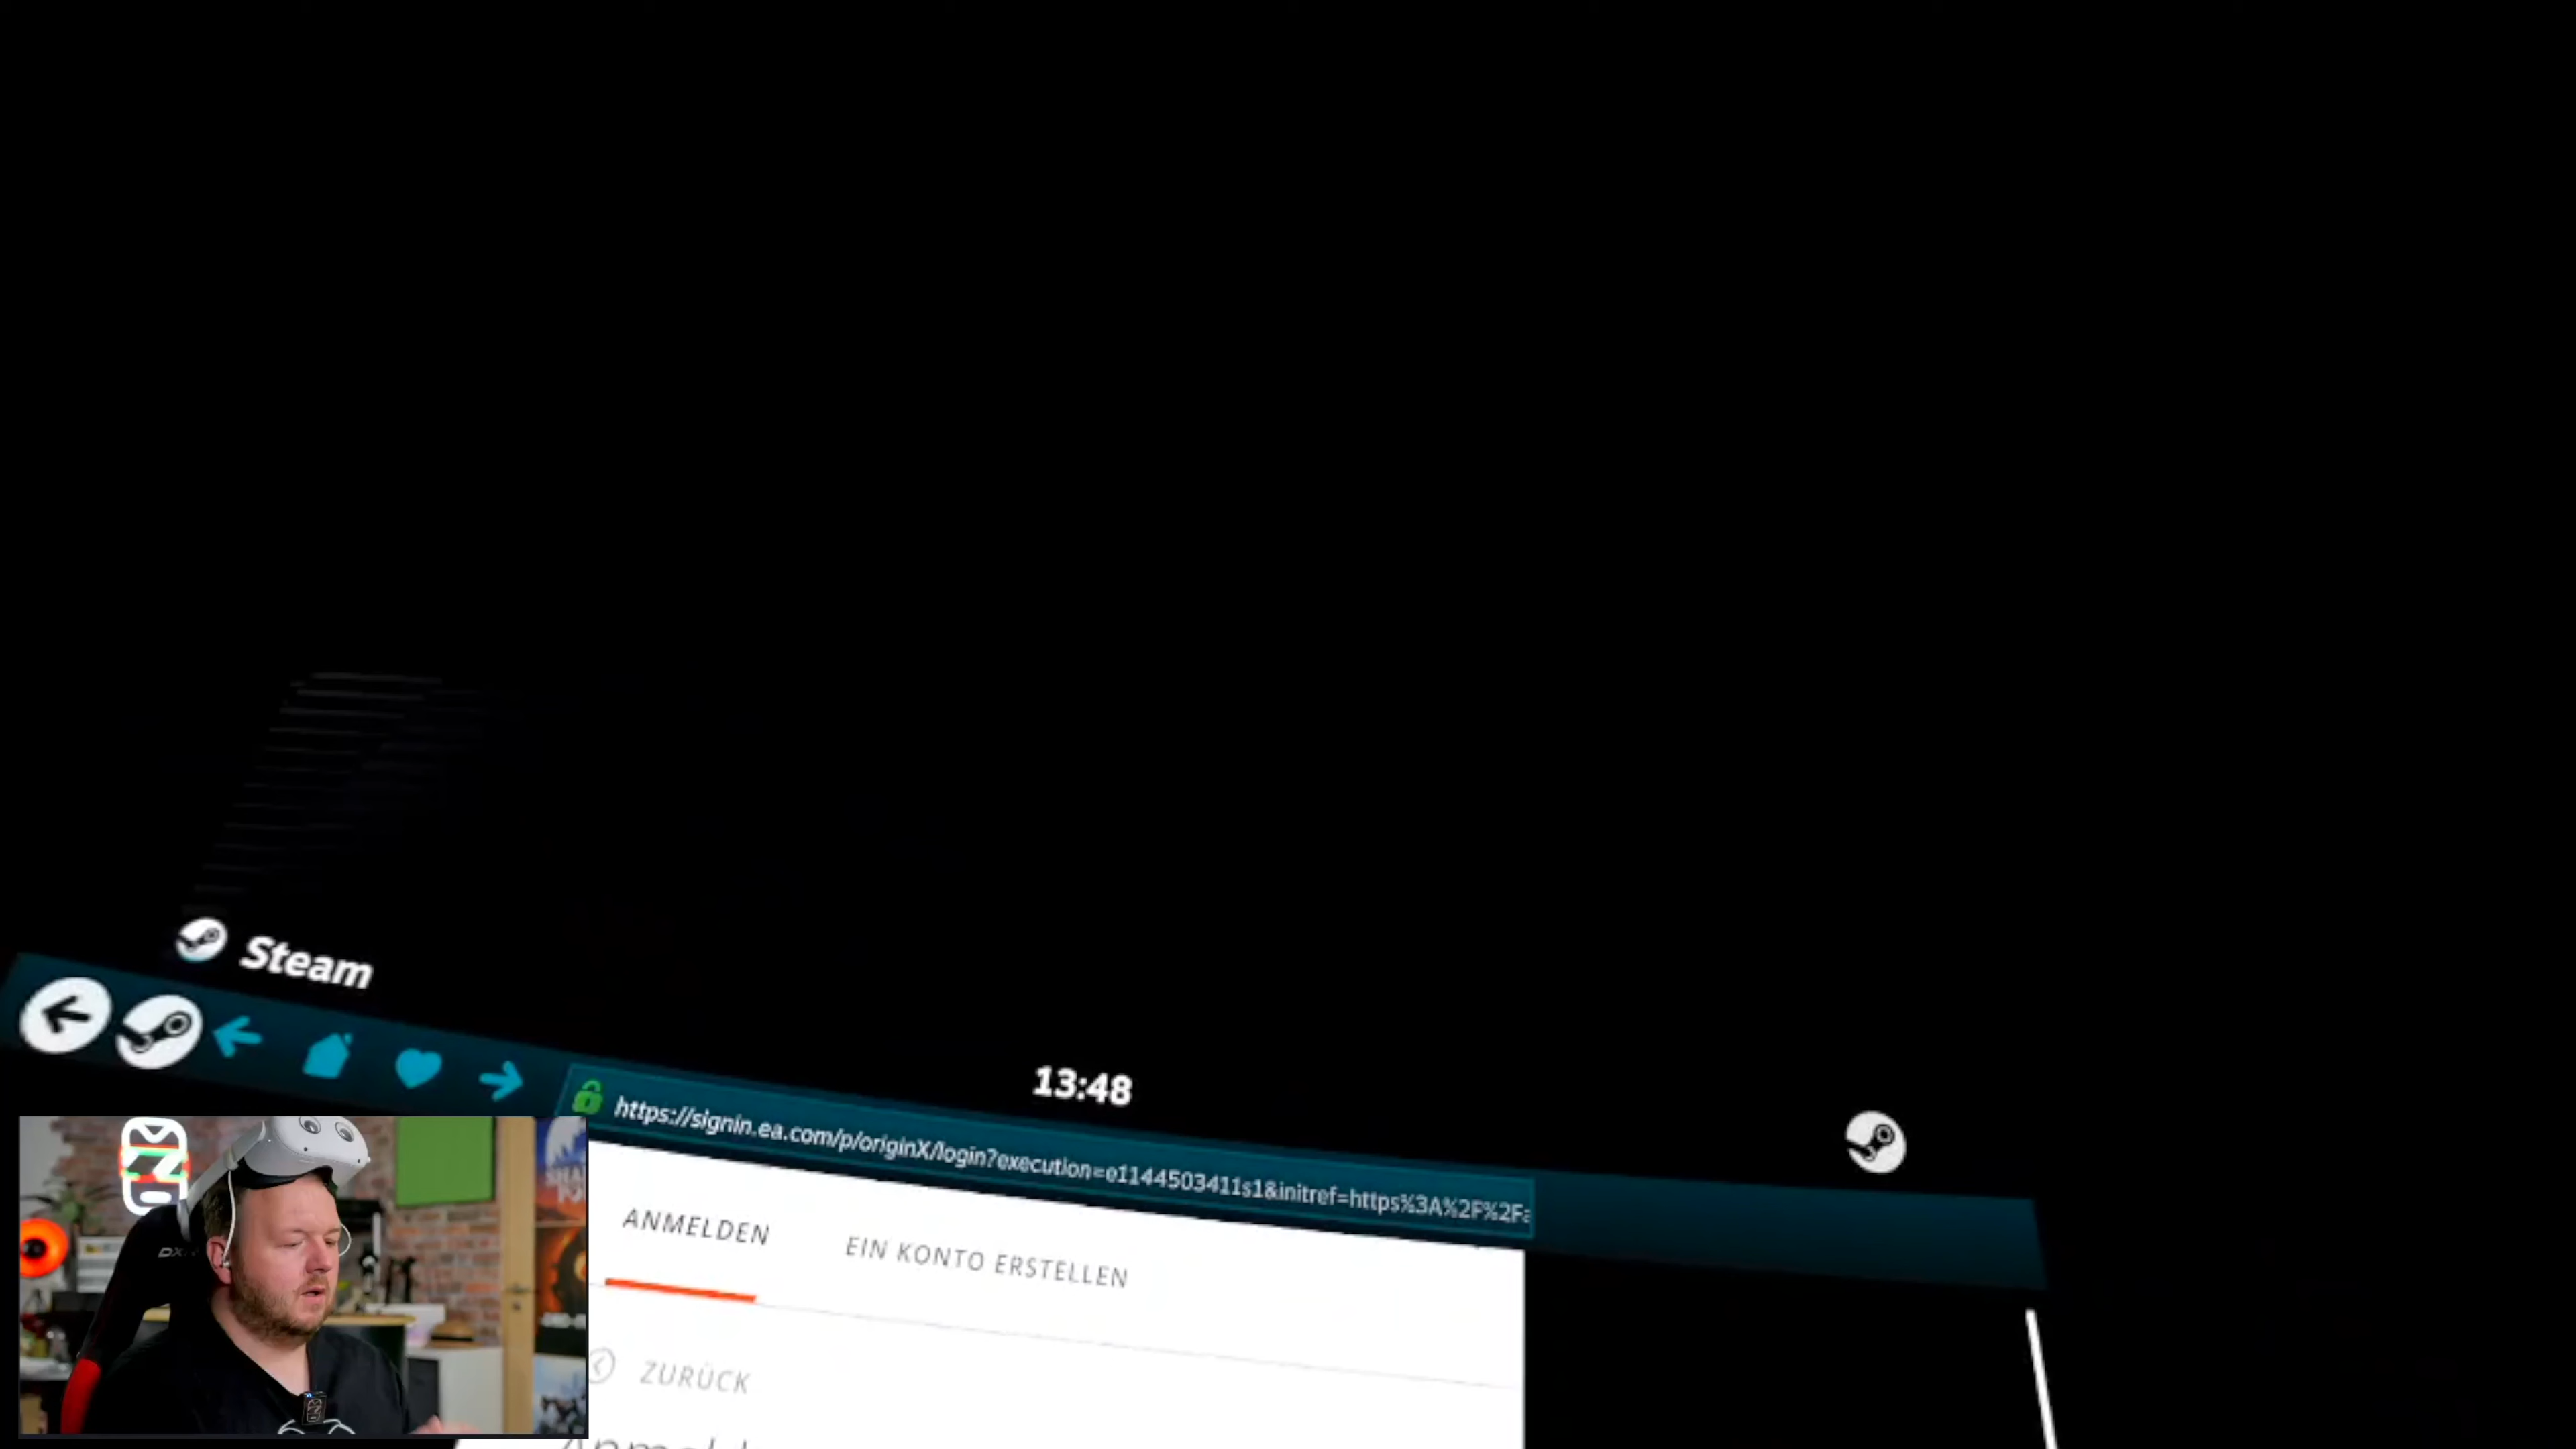 Steam
13:48
https://signin.ea.com/p/originX/login?execution=e1144503411s1&initref=https%3A%2F%2Fa
ANMELDEN
EIN KONTO ERSTELLEN
ZURÜCK